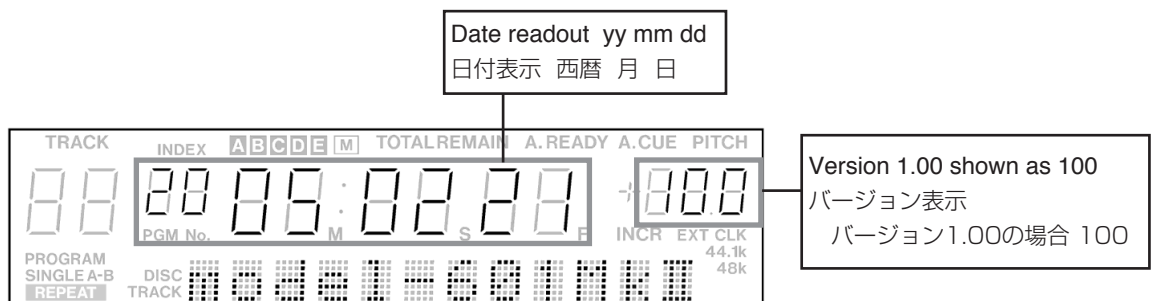 Date readout yy mm dd
日付表示 西暦 月 日
TRACK INDEX A B C D E M TOTAL REMAIN A.READY A.CUE PITCH
20 05:02 21 10.0
PGM No. M S F INCR EXT CLK
44.1k
48k
PROGRAM
SINGLE A-B
REPEAT
DISC
TRACK
model-601MkII
Version 1.00 shown as 100
バージョン表示
バージョン1.00の場合 100